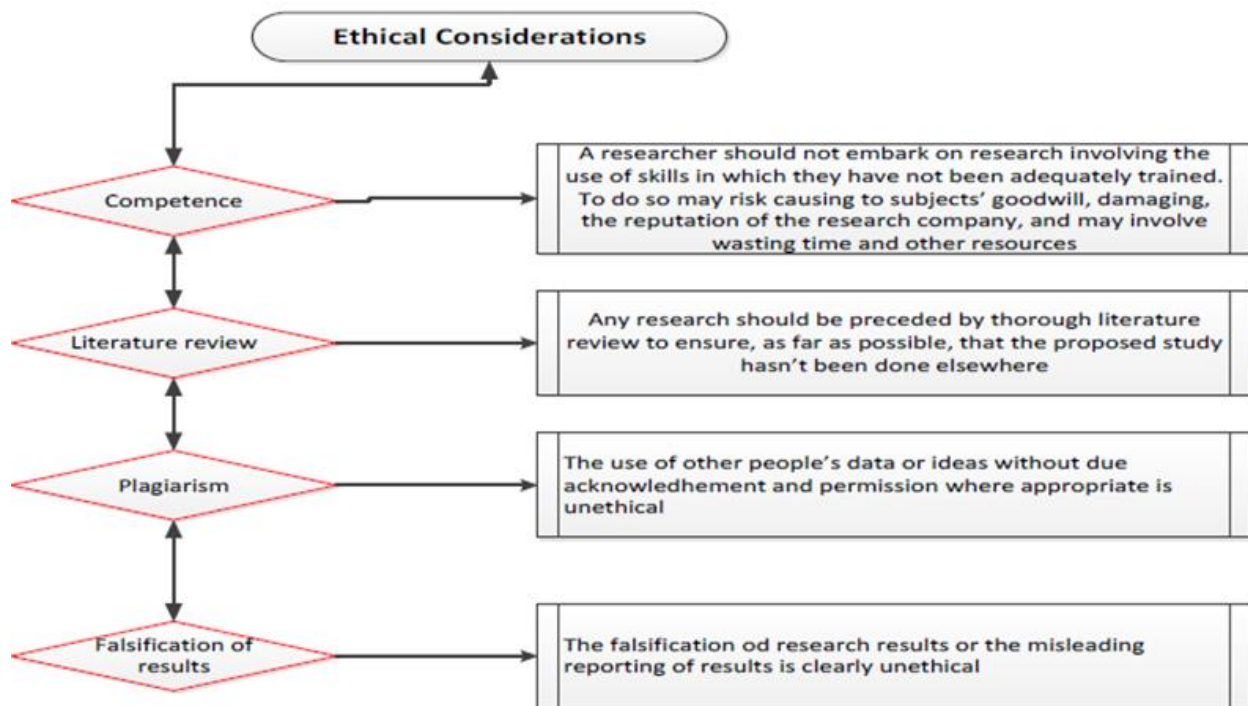 Ethical Considerations
Competence
A researcher should not embark on research involving the
use of skills in which they have not been adequately trained.
To do so may risk causing to subjects’ goodwill, damaging,
the reputation of the research company, and may involve
wasting time and other resources
Literature review
Any research should be preceded by thorough literature
review to ensure, as far as possible, that the proposed study
hasn’t been done elsewhere
Plagiarism
The use of other people’s data or ideas without due
acknowledhement and permission where appropriate is
unethical
Falsification of
results
The falsification od research results or the misleading
reporting of results is clearly unethical